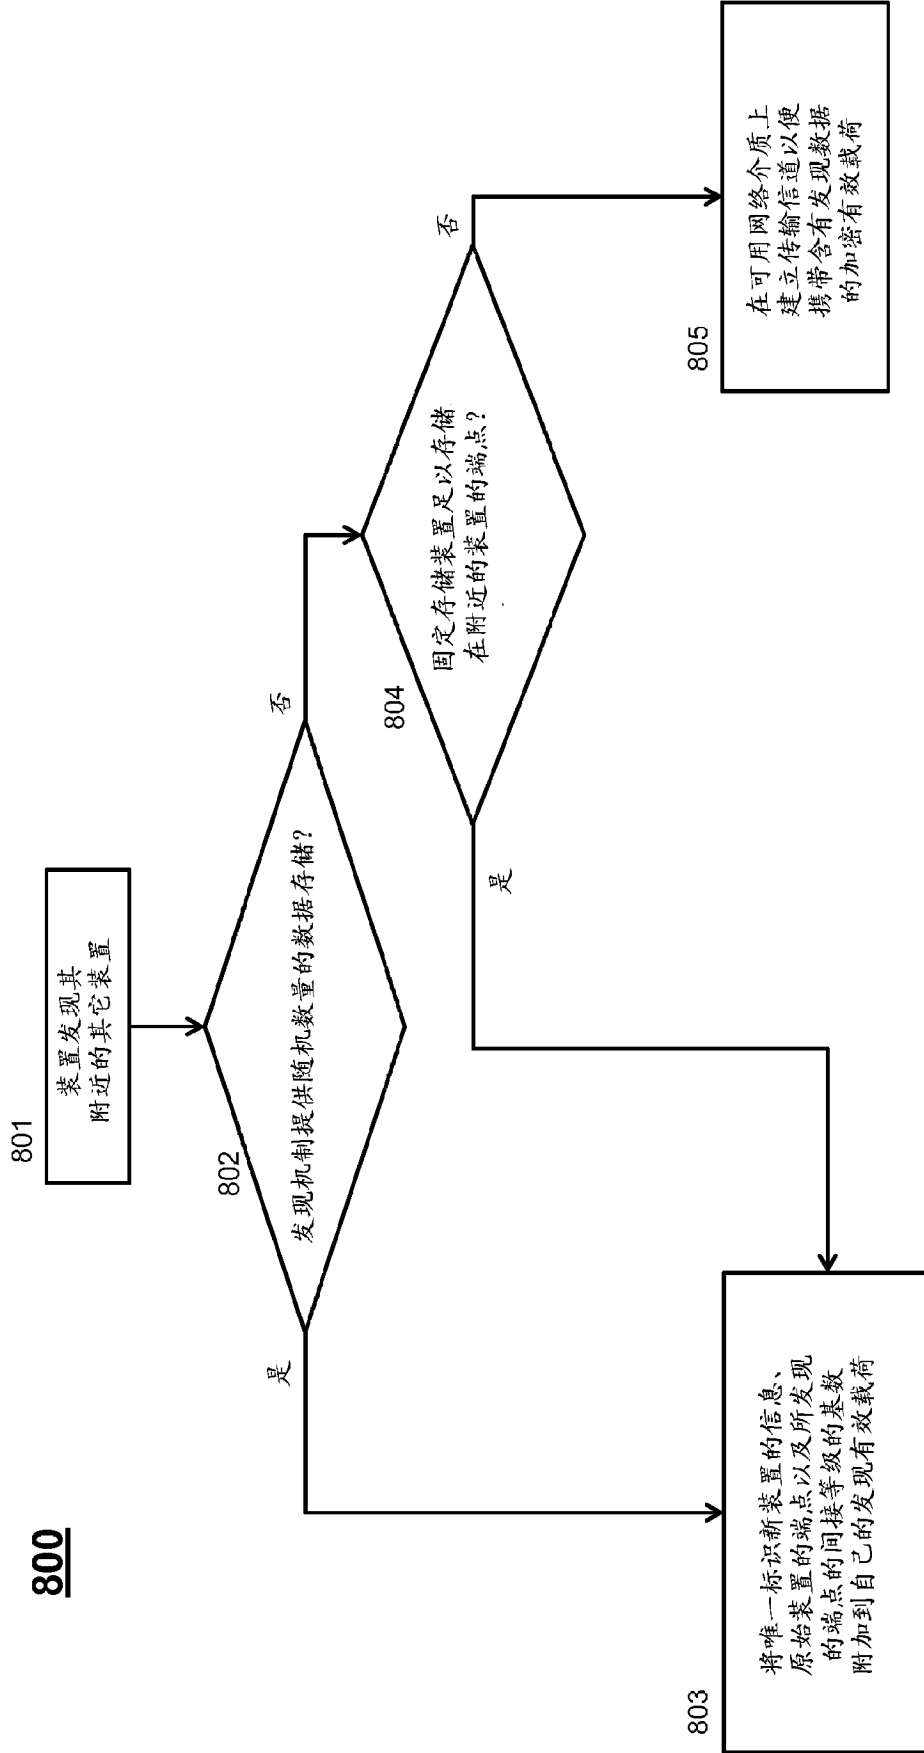 800
801
装置发现其
附近的其它装置
802
发现机制提供随机数量的数据存储?
是
否
803
将唯一标识新装置的信息、
原始装置的端点以及所发现
的端点的间接等级的基数
附加到自己的发现有效载荷
804
固定存储装置足以存储
在附近的装置的端点?
是
否
805
在可用网络介质上
建立传输信道以便
携带含有发现数据
的加密有效载荷